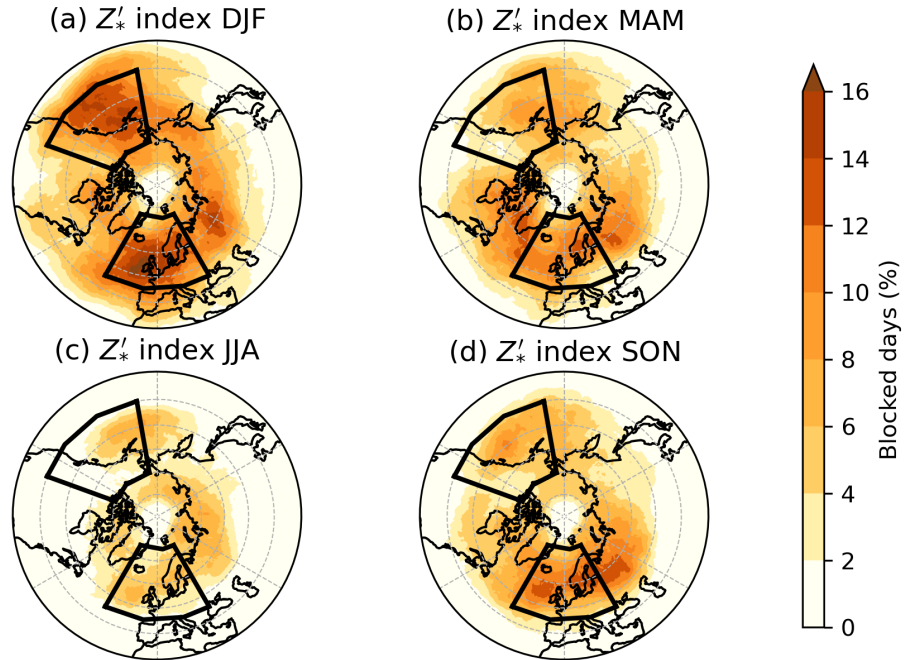 (a) Z′* index DJF
(b) Z′* index MAM
(c) Z′* index JJA
(d) Z′* index SON
16
14
12
10
8
6
4
2
0
Blocked days (%)